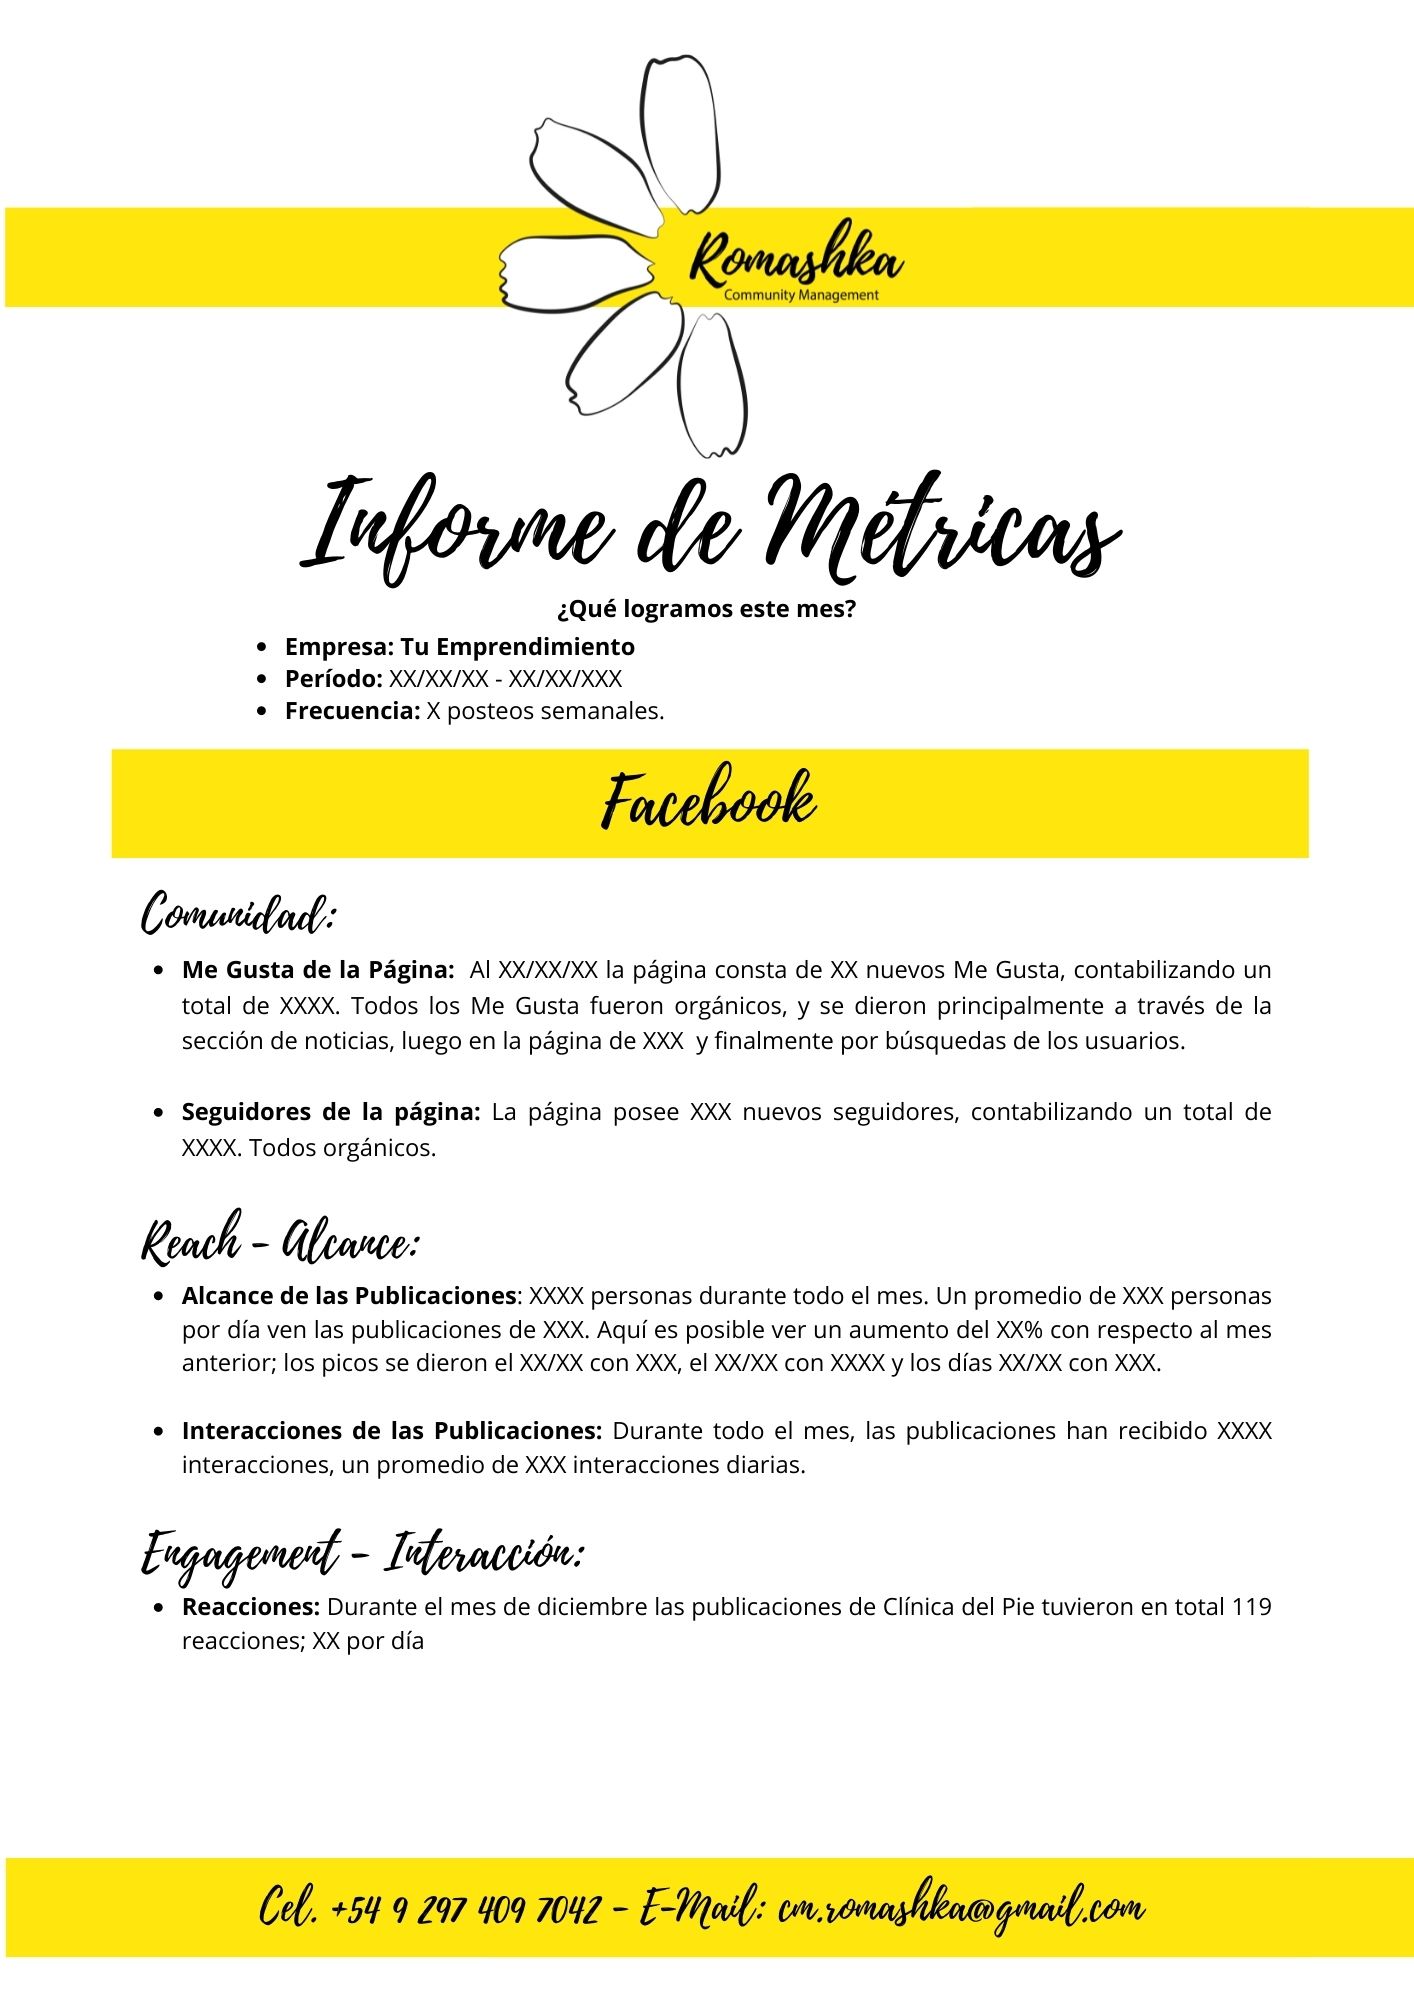 Romashka
Community Management
Informe de Métricas
¿Qué logramos este mes?
• Empresa: Tu Emprendimiento
• Período: XX/XX/XX - XX/XX/XXX
• Frecuencia: X posteos semanales.
Facebook
Comunidad:
• Me Gusta de la Página:  Al XX/XX/XX la página consta de XX nuevos Me Gusta, contabilizando un
total de XXXX. Todos los Me Gusta fueron orgánicos, y se dieron principalmente a través de la
sección de noticias, luego en la página de XXX  y finalmente por búsquedas de los usuarios.
• Seguidores de la página: La página posee XXX nuevos seguidores, contabilizando un total de
XXXX. Todos orgánicos.
Reach - Alcance:
• Alcance de las Publicaciones: XXXX personas durante todo el mes. Un promedio de XXX personas
por día ven las publicaciones de XXX. Aquí es posible ver un aumento del XX% con respecto al mes
anterior; los picos se dieron el XX/XX con XXX, el XX/XX con XXXX y los días XX/XX con XXX.
• Interacciones de las Publicaciones: Durante todo el mes, las publicaciones han recibido XXXX
interacciones, un promedio de XXX interacciones diarias.
Engagement - Interacción:
• Reacciones: Durante el mes de diciembre las publicaciones de Clínica del Pie tuvieron en total 119
reacciones; XX por día
Cel. +54 9 297 409 7042 - E-Mail: cm.romashka@gmail.com